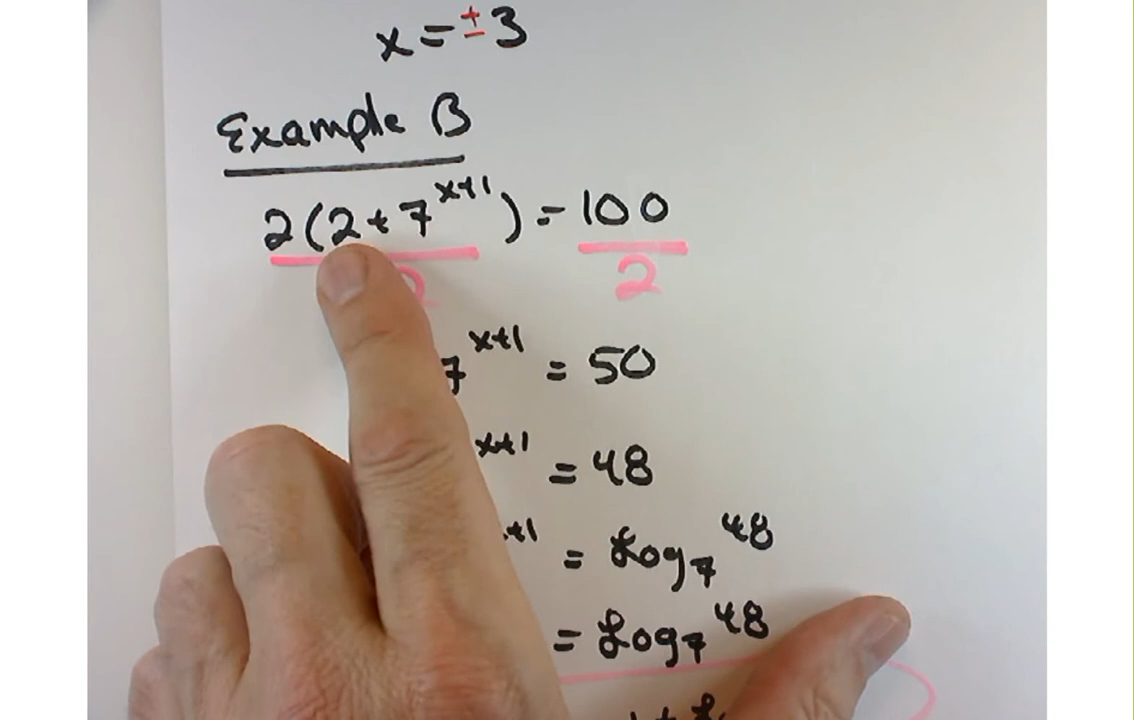 x = ±3
Example B
2(2+7^x+1) = 100
2 2
7^x+1 = 50
x+1 = 48
+1 = Log₇ 48
= Log₇ 48